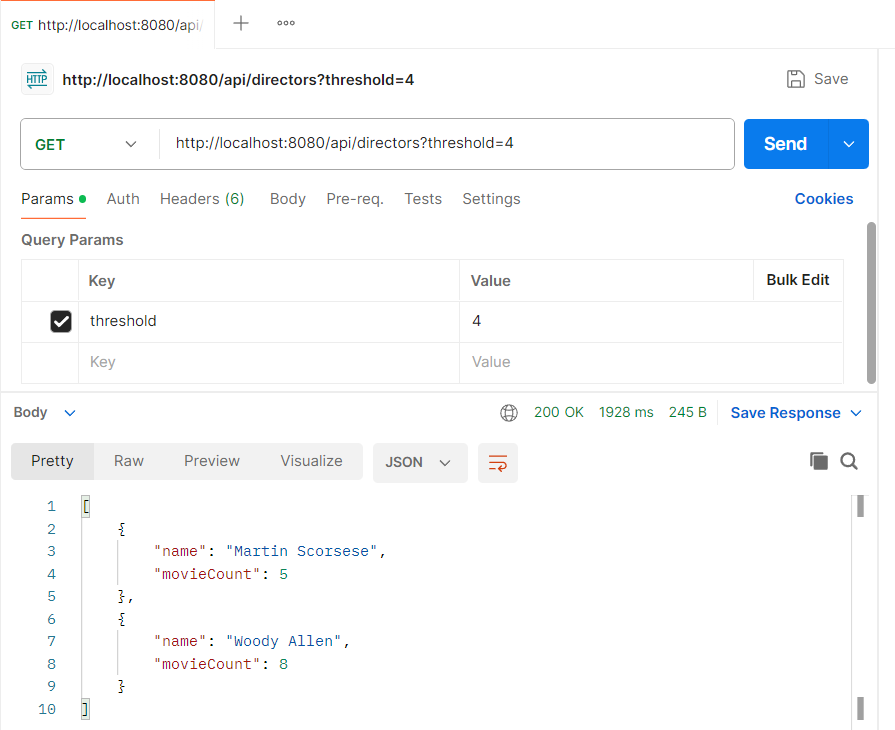 GET http://localhost:8080/api/
HTTP http://localhost:8080/api/directors?threshold=4 Save
GET http://localhost:8080/api/directors?threshold=4 Send
Params Auth Headers (6) Body Pre-req. Tests Settings Cookies
Query Params
Key Value Bulk Edit
threshold 4
Key Value
Body 200 OK 1928 ms 245 B Save Response
Pretty Raw Preview Visualize JSON
1 [
2 {
3 "name": "Martin Scorsese",
4 "movieCount": 5
5 },
6 {
7 "name": "Woody Allen",
8 "movieCount": 8
9 }
10 ]